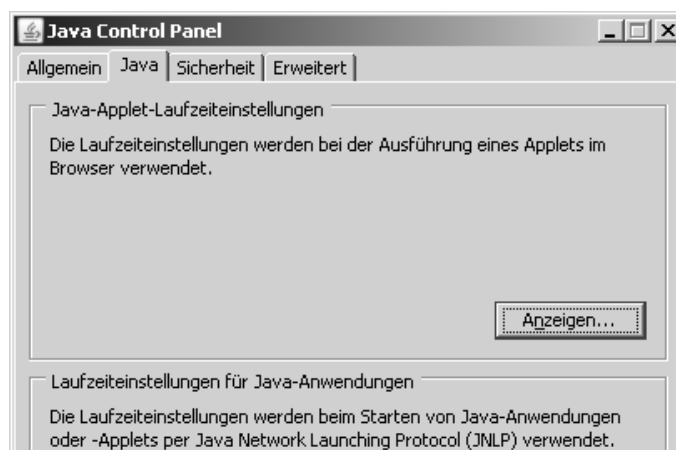 Java Control Panel
Allgemein Java Sicherheit Erweitert
Java-Applet-Laufzeiteinstellungen
Die Laufzeiteinstellungen werden bei der Ausführung eines Applets im
Browser verwendet.
Anzeigen...
Laufzeiteinstellungen für Java-Anwendungen
Die Laufzeiteinstellungen werden beim Starten von Java-Anwendungen
oder -Applets per Java Network Launching Protocol (JNLP) verwendet.